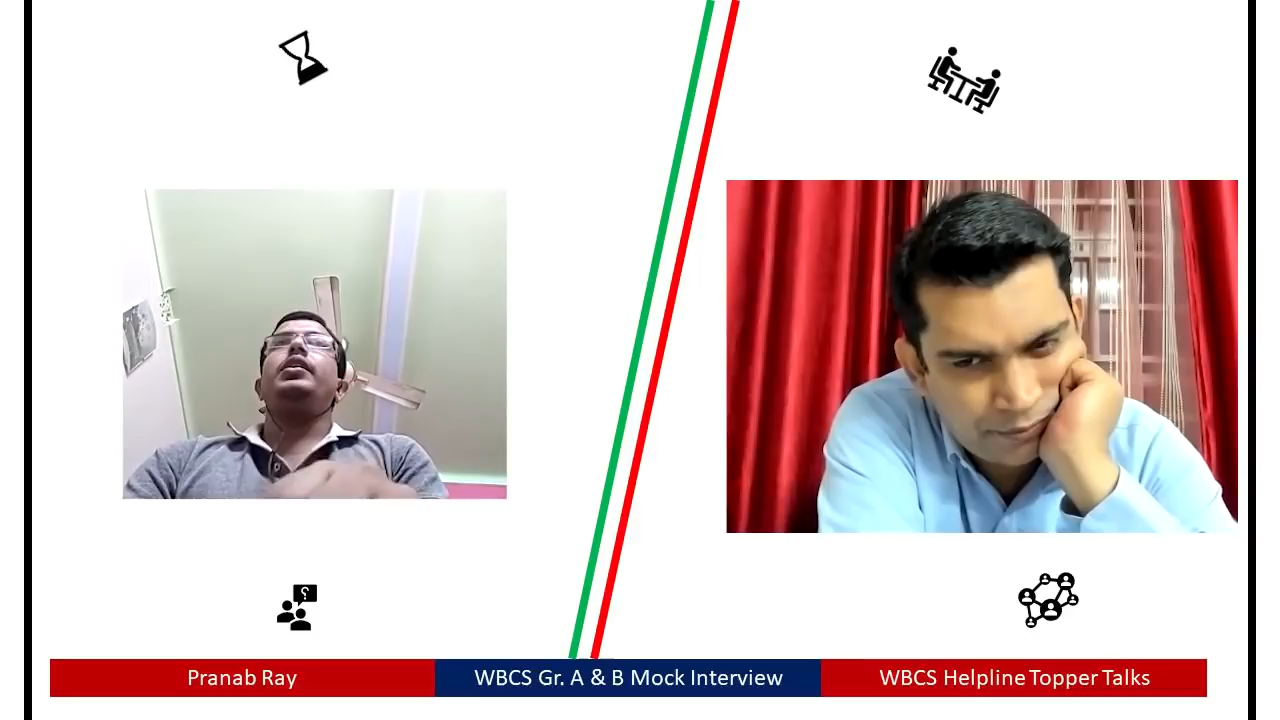 Pranab Ray
WBCS Gr. A & B Mock Interview
WBCS Helpline Topper Talks